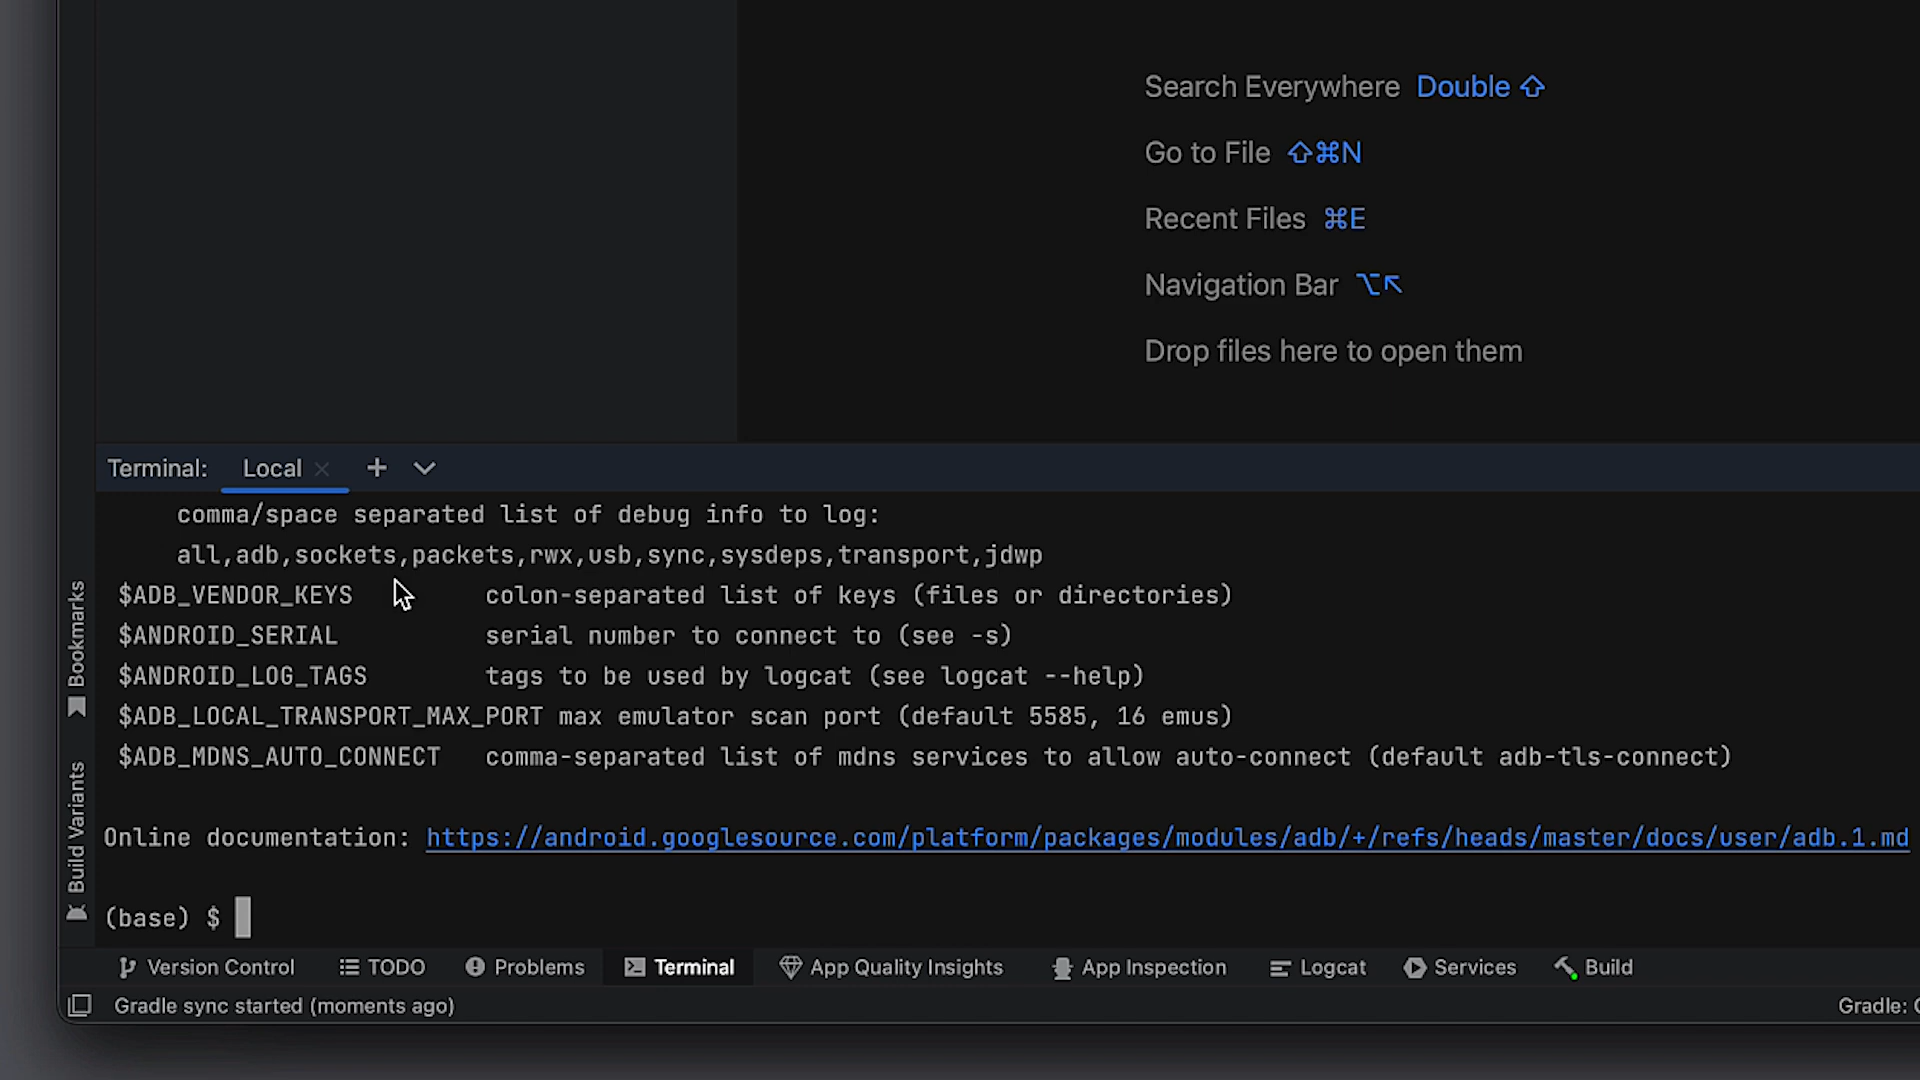 Search Everywhere Double ⇧
Go to File ⇧⌘N
Recent Files ⌘E
Navigation Bar ⌥↖
Drop files here to open them
Terminal: Local
comma/space separated list of debug info to log:
all,adb,sockets,packets,rwx,usb,sync,sysdeps,transport,jdwp
$ADB_VENDOR_KEYS colon-separated list of keys (files or directories)
$ANDROID_SERIAL serial number to connect to (see -s)
$ANDROID_LOG_TAGS tags to be used by logcat (see logcat --help)
$ADB_LOCAL_TRANSPORT_MAX_PORT max emulator scan port (default 5585, 16 emus)
$ADB_MDNS_AUTO_CONNECT comma-separated list of mdns services to allow auto-connect (default adb-tls-connect)
Online documentation: https://android.googlesource.com/platform/packages/modules/adb/+/refs/heads/master/docs/user/adb.1.md
(base) $
Bookmarks
Build Variants
Version Control TODO Problems Terminal App Quality Insights App Inspection Logcat Services Build
Gradle sync started (moments ago) Gradle: